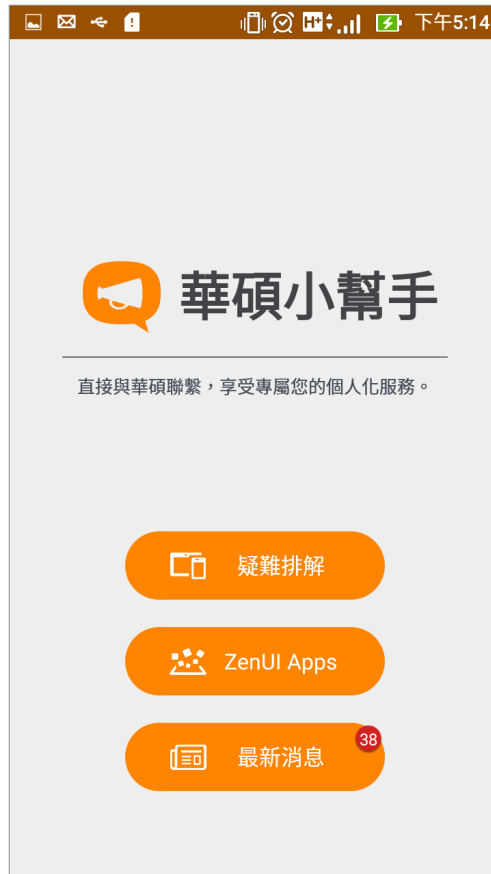 H+ 下午5:14
華碩小幫手
直接與華碩聯繫，享受專屬您的個人化服務。
疑難排解
ZenUI Apps
38
最新消息